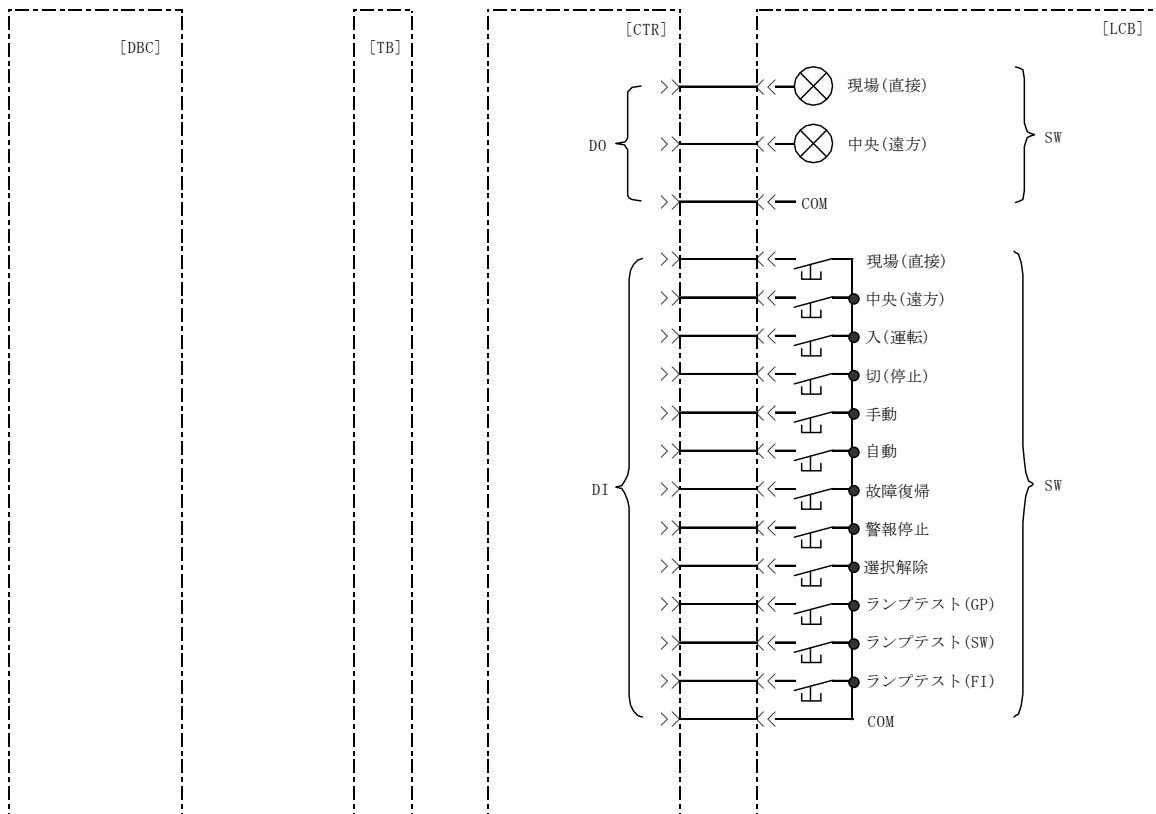 [DBC]
[TB]
[CTR]
[LCB]
現場(直接)
DO
中央(遠方)
SW
COM
現場(直接)
中央(遠方)
入(運転)
切(停止)
手動
自動
DI
故障復帰
SW
警報停止
選択解除
ランプテスト(GP)
ランプテスト(SW)
ランプテスト(FI)
COM